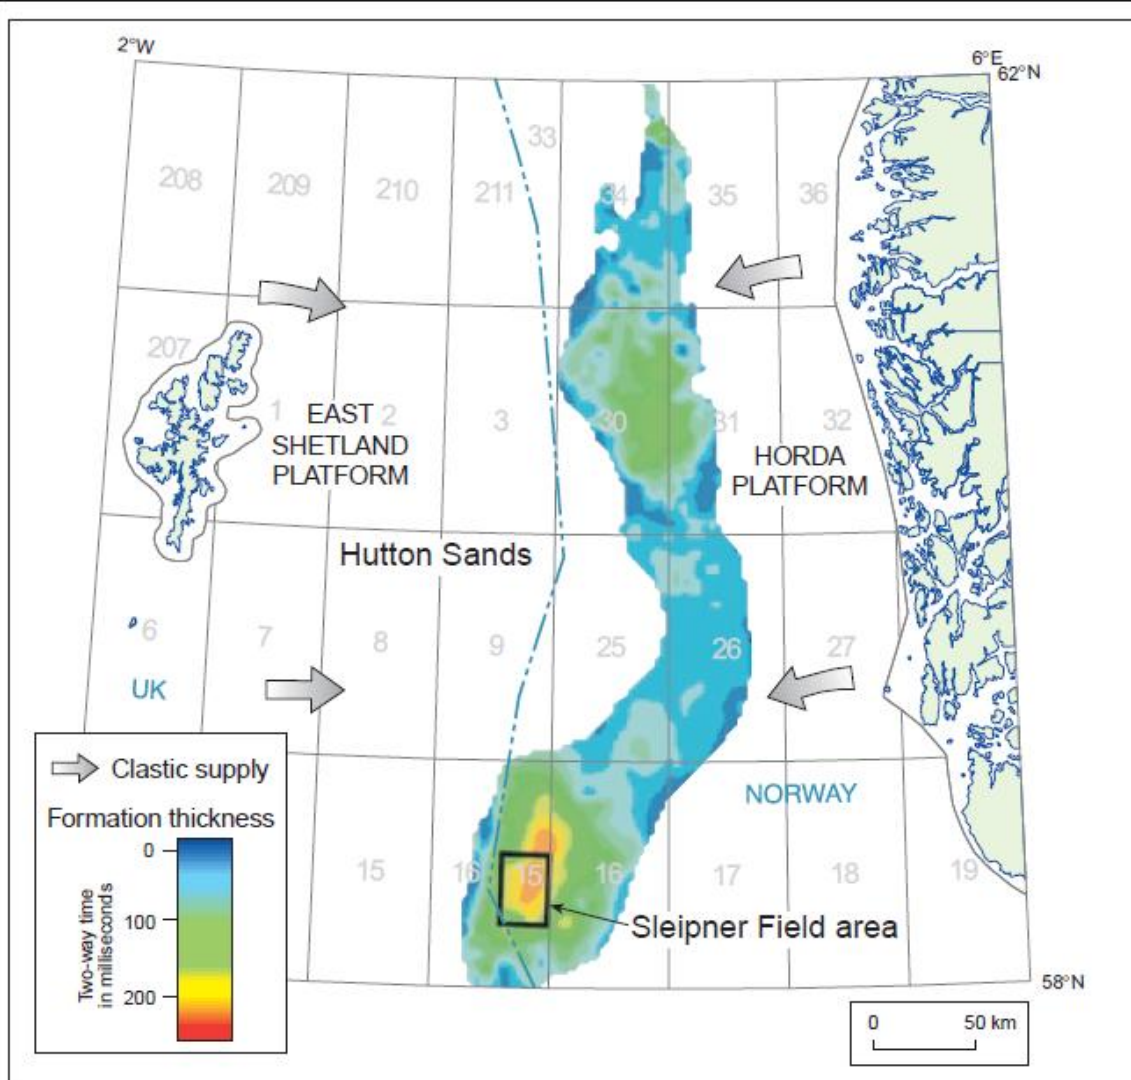 2°W
6°E
62°N
33
208
209
210
211
34
35
36
207
1
2
3
30
31
32
EAST
SHETLAND
PLATFORM
HORDA
PLATFORM
Hutton Sands
6
7
8
9
25
26
27
UK
NORWAY
Clastic supply
Formation thickness
0
100
200
Two-way time
in milliseconds
15
16
15
16
17
18
19
Sleipner Field area
58°N
0 50 km